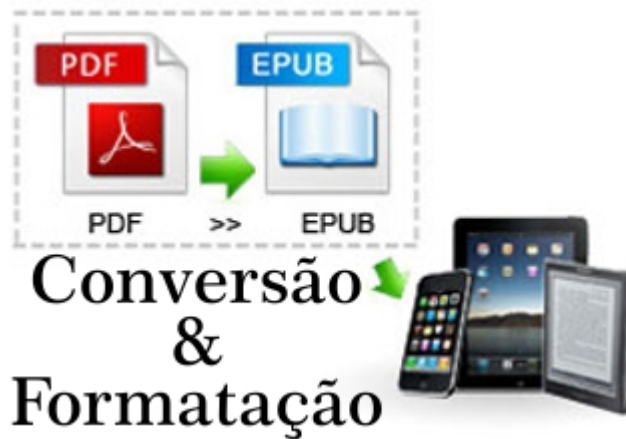 PDF EPUB
PDF >> EPUB
Conversão
&
Formatação